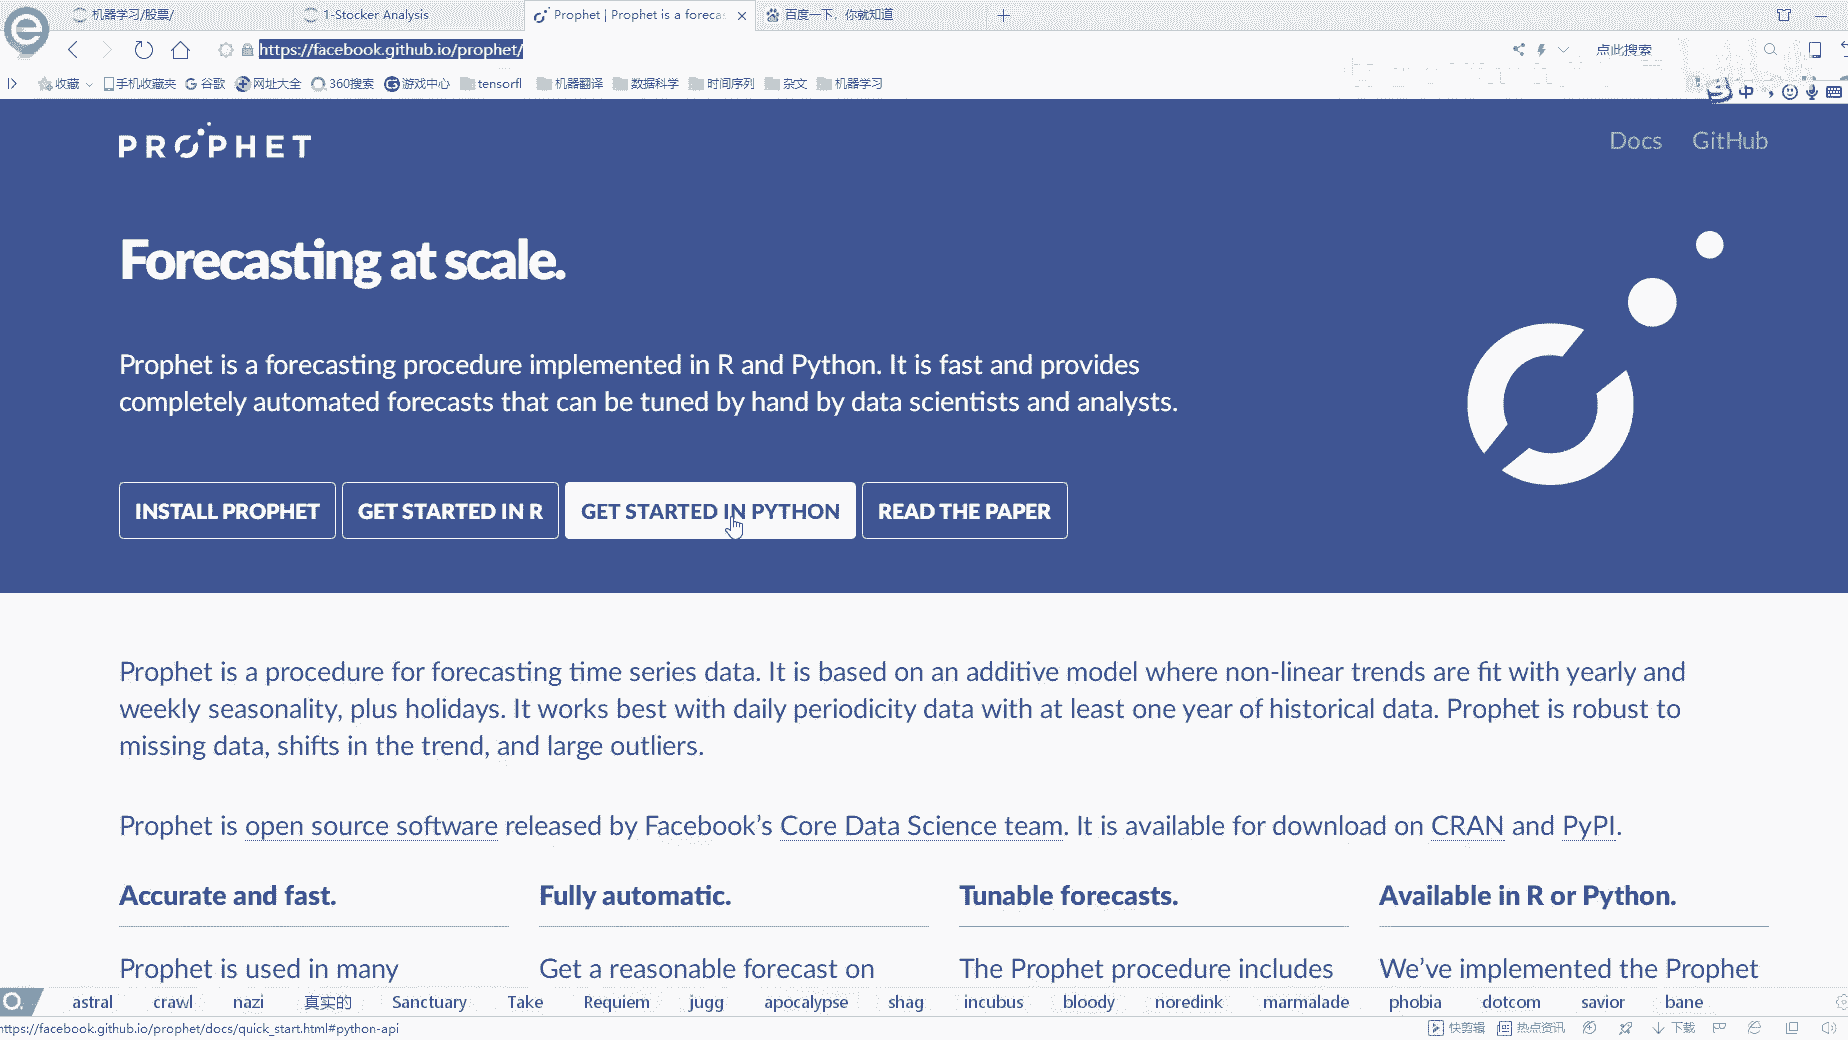 机器学习/股票/
1-Stocker Analysis
Prophet | Prophet is a forecas
百度一下，你就知道
https://facebook.github.io/prophet/
点此搜索
收藏
手机收藏夹
谷歌
网址大全
360搜索
游戏中心
tensorfl
机器翻译
数据科学
时间序列
杂文
机器学习
中
PROPHET
Docs
GitHub
Forecasting at scale.
Prophet is a forecasting procedure implemented in R and Python. It is fast and provides
completely automated forecasts that can be tuned by hand by data scientists and analysts.
INSTALL PROPHET
GET STARTED IN R
GET STARTED IN PYTHON
READ THE PAPER
Prophet is a procedure for forecasting time series data. It is based on an additive model where non-linear trends are fit with yearly and
weekly seasonality, plus holidays. It works best with daily periodicity data with at least one year of historical data. Prophet is robust to
missing data, shifts in the trend, and large outliers.
Prophet is open source software released by Facebook’s Core Data Science team. It is available for download on CRAN and PyPI.
Accurate and fast.
Fully automatic.
Tunable forecasts.
Available in R or Python.
Prophet is used in many
Get a reasonable forecast on
The Prophet procedure includes
We’ve implemented the Prophet
astral
crawl
nazi
真实的
Sanctuary
Take
Requiem
jugg
apocalypse
shag
incubus
bloody
noredink
marmalade
phobia
dotcom
savior
bane
https://facebook.github.io/prophet/docs/quick_start.html#python-api
快剪辑
热点资讯
下载